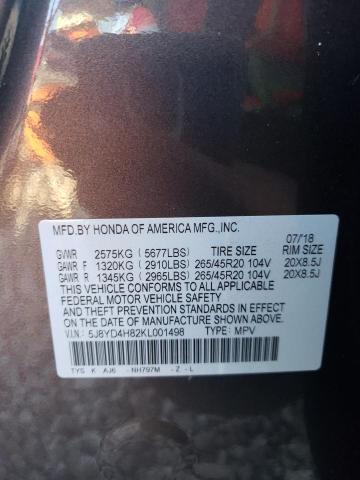 MFD.BY HONDA OF AMERICA MFG.,INC.
07/18
GVWR 2575KG (5677LBS) TIRE SIZE RIM SIZE
GAWR F 1320KG (2910LBS) 265/45R20 104V 20X8.5J
GAWR R 1345KG (2965LBS) 265/45R20 104V 20X8.5J
THIS VEHICLE CONFORMS TO ALL APPLICABLE
FEDERAL MOTOR VEHICLE SAFETY AND
THEFT PREVENTION STANDARDS IN EFFECT ON
THE DATE OF MANUFACTURE SHOWN ABOVE.
V.I.N.: 5J8YD4H82KL001498 TYPE: MPV
TYS K AJ6 - NH797M - Z - L